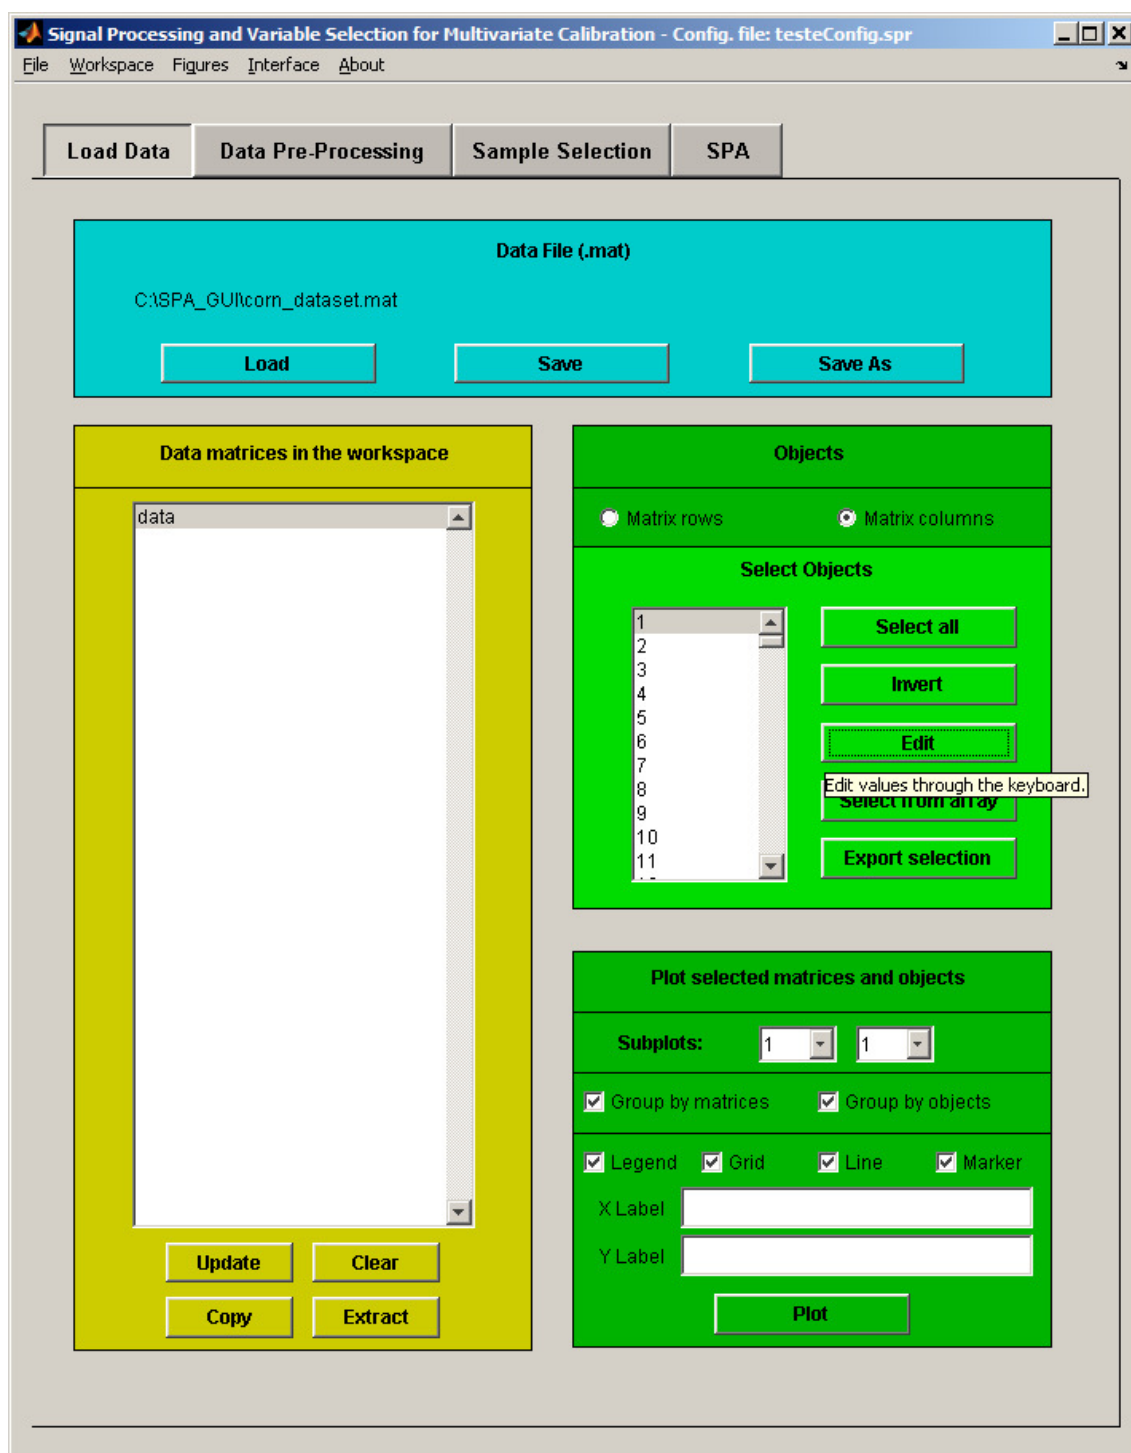 Signal Processing and Variable Selection for Multivariate Calibration - Config. file: testeConfig.spr
File Workspace Figures Interface About
Load Data Data Pre-Processing Sample Selection SPA
Data File (.mat)
C:\SPA_GUI\corn_dataset.mat
Load Save Save As
Data matrices in the workspace
data
Update Clear
Copy Extract
Objects
Matrix rows Matrix columns
Select Objects
1
2
3
4
5
6
7
8
9
10
11
Select all
Invert
Edit
Edit values through the keyboard.
Select from array
Export selection
Plot selected matrices and objects
Subplots: 1 1
Group by matrices Group by objects
Legend Grid Line Marker
X Label
Y Label
Plot